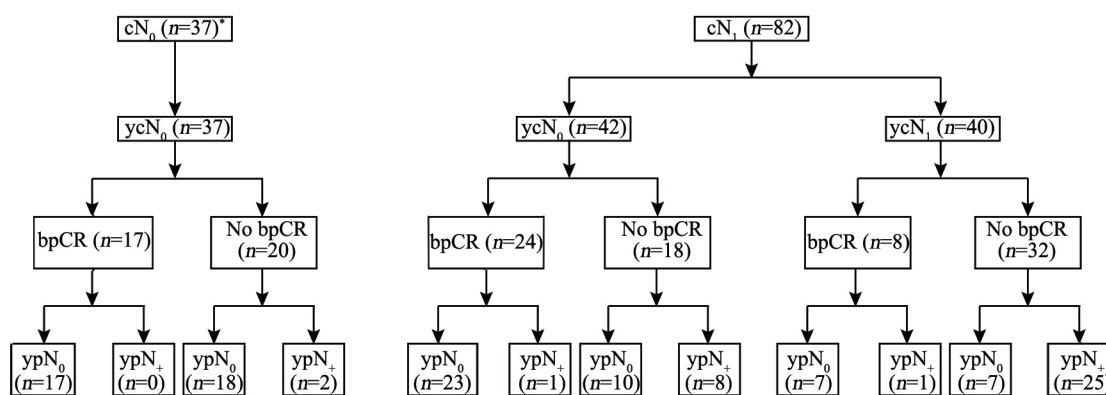 cN₀ (n=37)*
cN₁ (n=82)
ycN₀ (n=37)
ycN₀ (n=42)
ycN₁ (n=40)
bpCR (n=17)
No bpCR
(n=20)
bpCR (n=24)
No bpCR
(n=18)
bpCR (n=8)
No bpCR
(n=32)
ypN₀
(n=17)
ypN₊
(n=0)
ypN₀
(n=18)
ypN₊
(n=2)
ypN₀
(n=23)
ypN₊
(n=1)
ypN₀
(n=10)
ypN₊
(n=8)
ypN₀
(n=7)
ypN₊
(n=1)
ypN₀
(n=7)
ypN₊
(n=25)